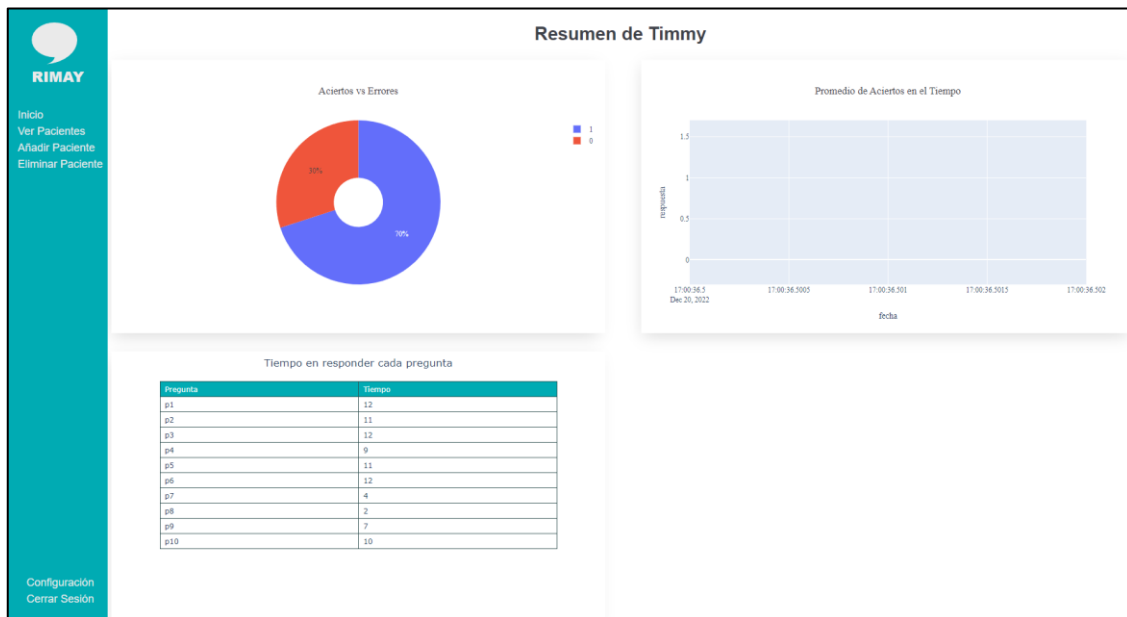 Resumen de Timmy
RIMAY
Inicio
Ver Pacientes
Añadir Paciente
Eliminar Paciente
Configuración
Cerrar Sesión
Aciertos vs Errores
1
0
30%
70%
Promedio de Aciertos en el Tiempo
respuesta
1.5
1
0.5
0
17:00:36.5 17:00:36.5005 17:00:36.501 17:00:36.5015 17:00:36.502
Dec 20, 2022
fecha
Tiempo en responder cada pregunta
Pregunta Tiempo
p1 12
p2 11
p3 12
p4 9
p5 11
p6 12
p7 4
p8 2
p9 7
p10 10